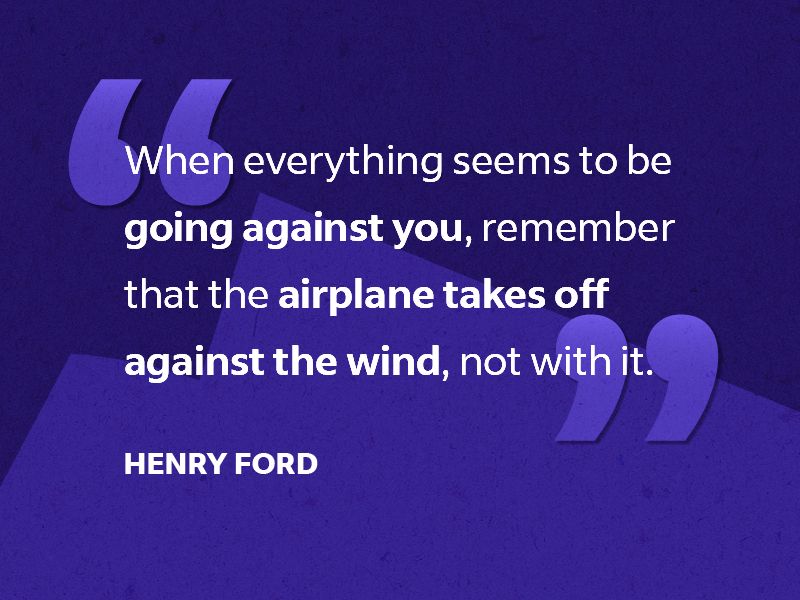 “
When everything seems to be
going against you, remember
that the airplane takes off
against the wind, not with it.
”
HENRY FORD